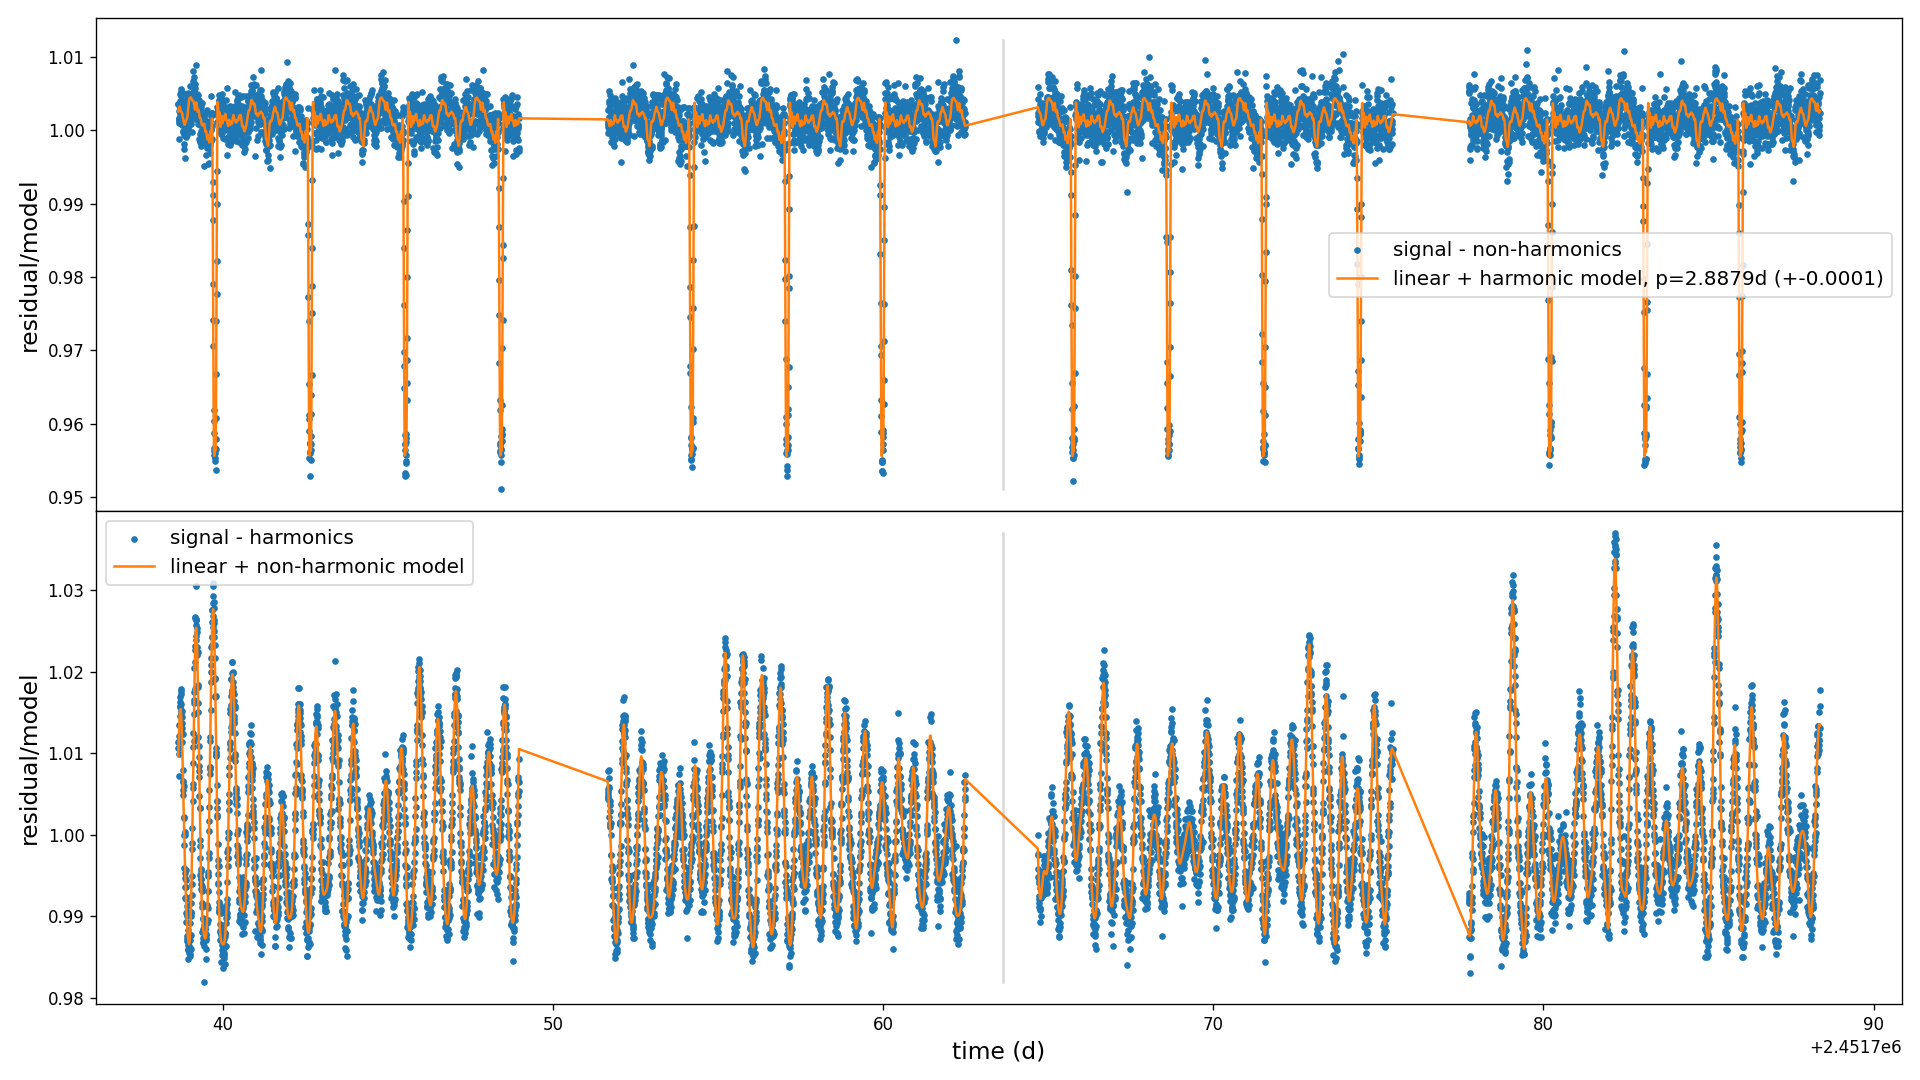 1.01
1.00
0.99
0.98
0.97
0.96
0.95
residual/model
signal - non-harmonics
linear + harmonic model, p=2.8879d (+-0.0001)
signal - harmonics
linear + non-harmonic model
1.03
1.02
1.01
1.00
0.99
0.98
residual/model
40 50 60 70 80 90
time (d)
+2.4517e6